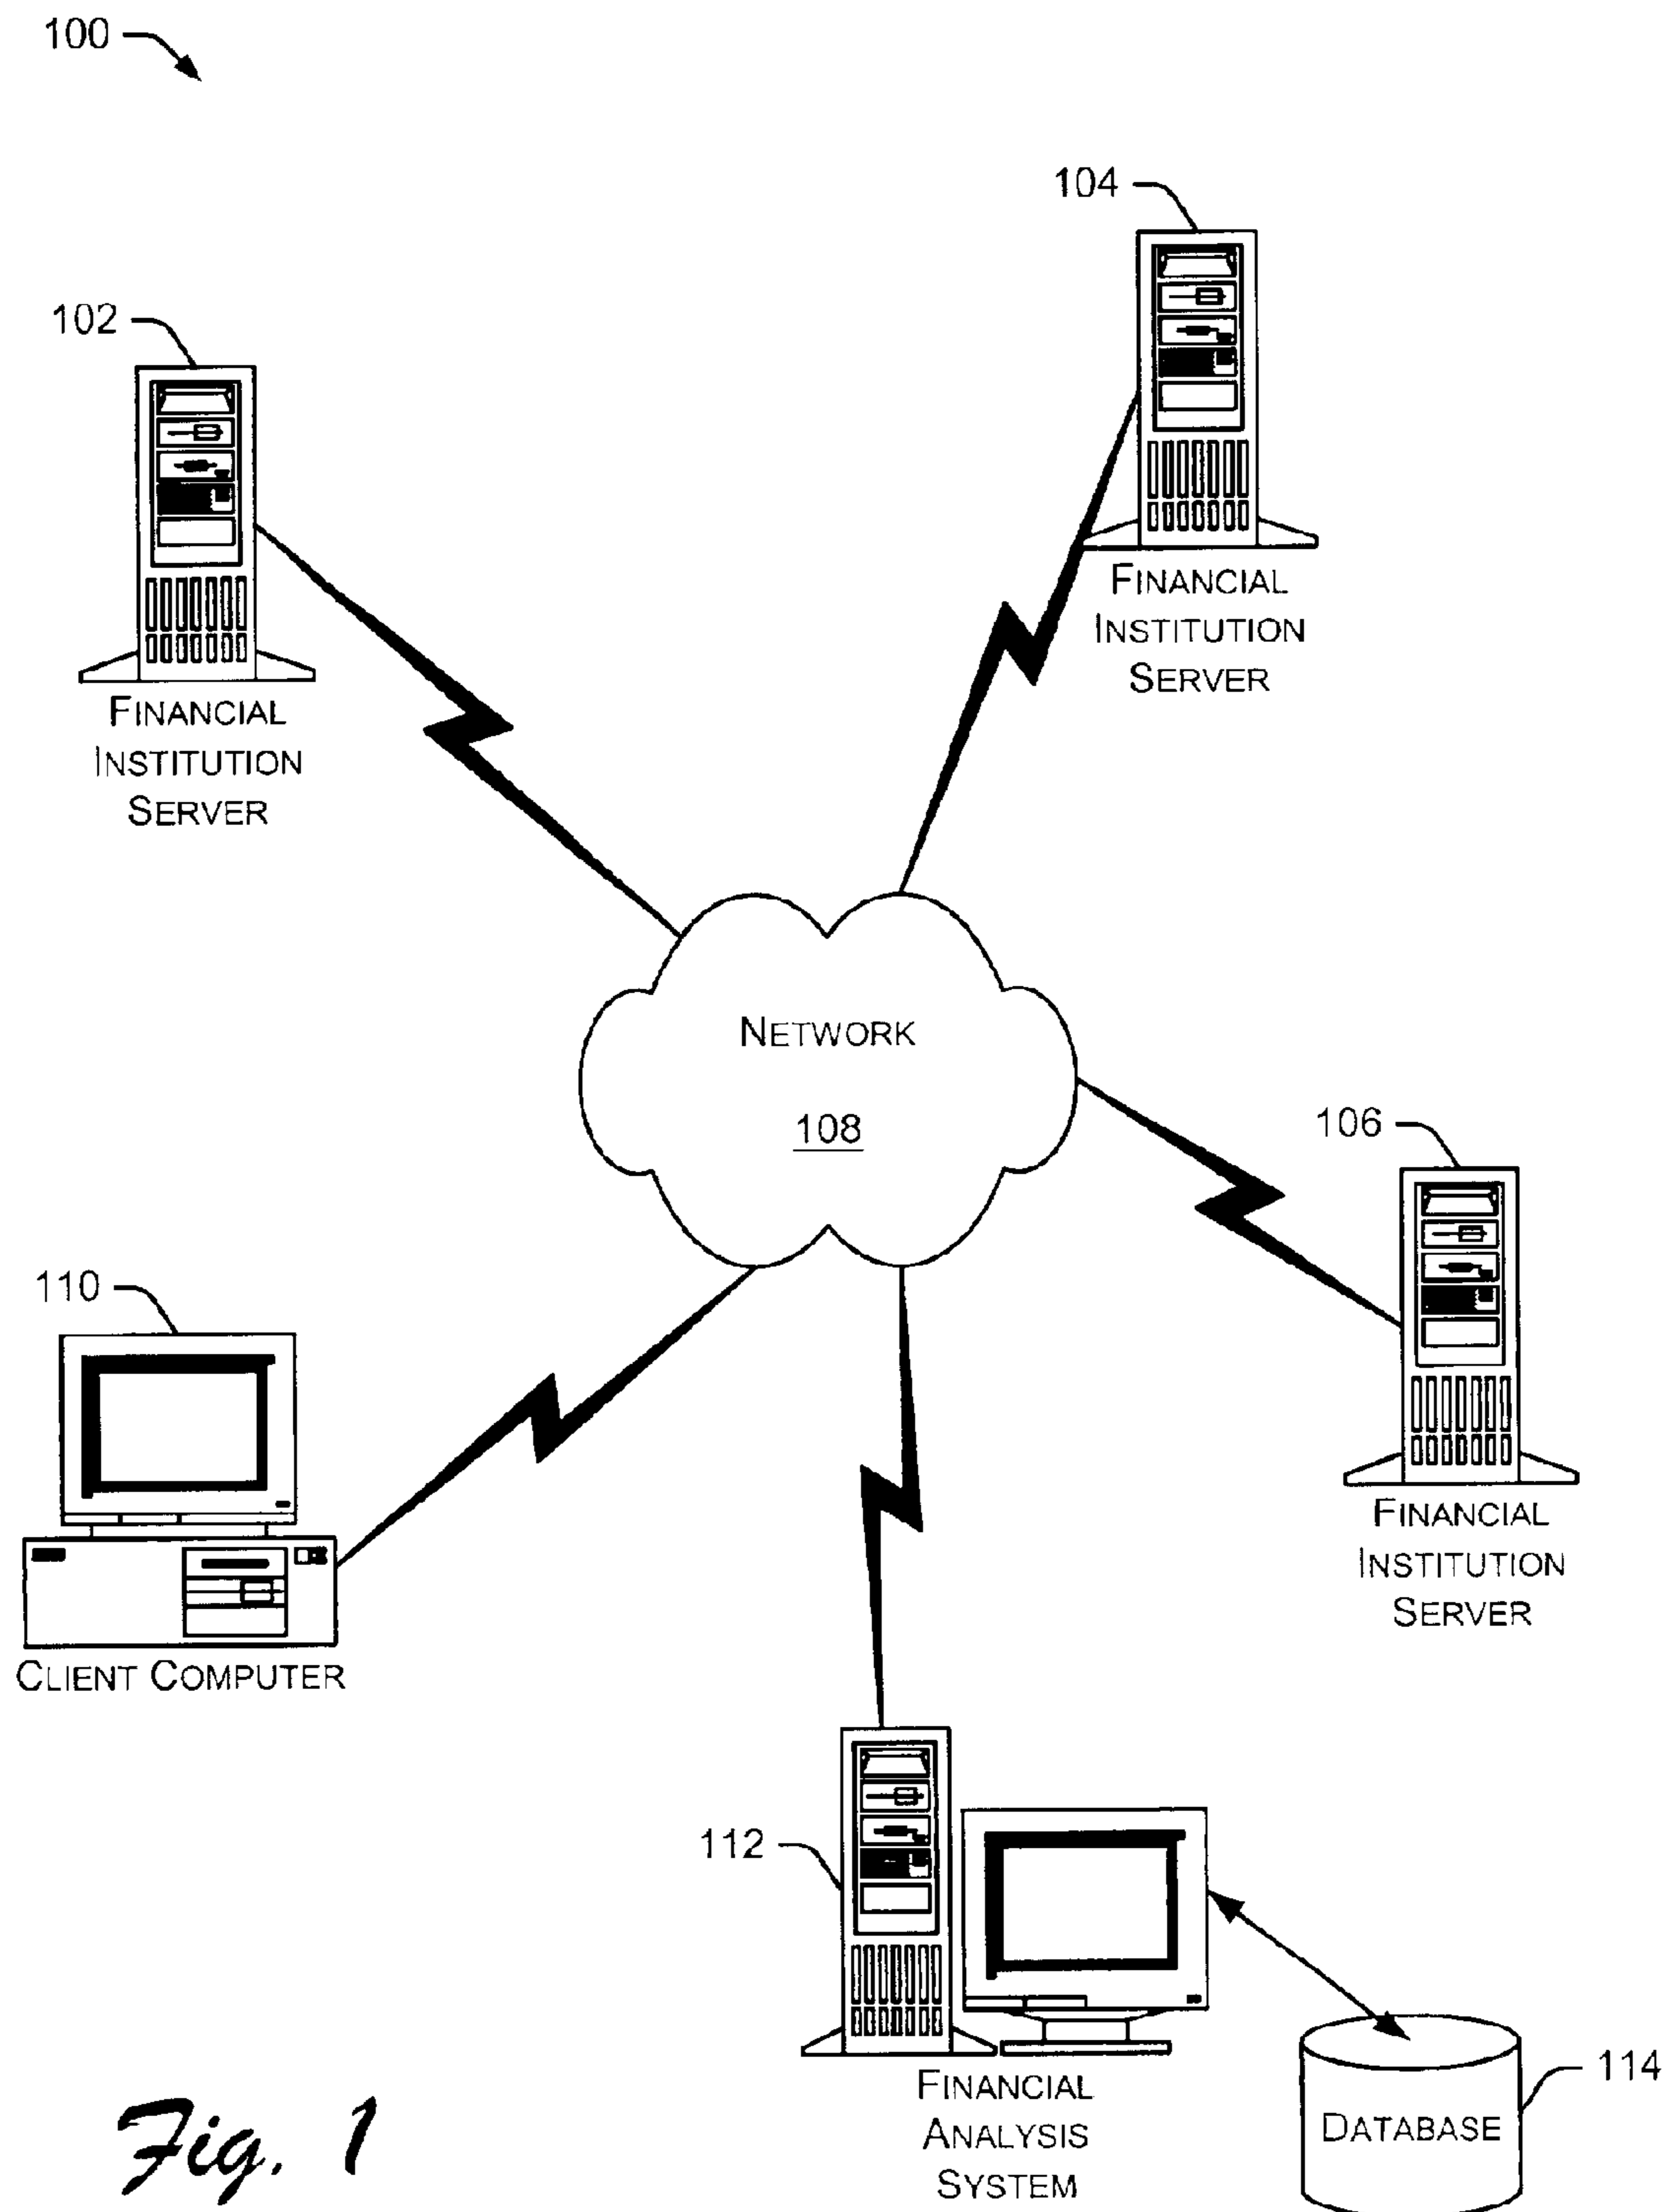 100
104
102
FINANCIAL
INSTITUTION
SERVER
FINANCIAL
INSTITUTION
SERVER
NETWORK
108
106
110
FINANCIAL
INSTITUTION
SERVER
CLIENT COMPUTER
112
114
DATABASE
FINANCIAL
ANALYSIS
SYSTEM
Fig. 1